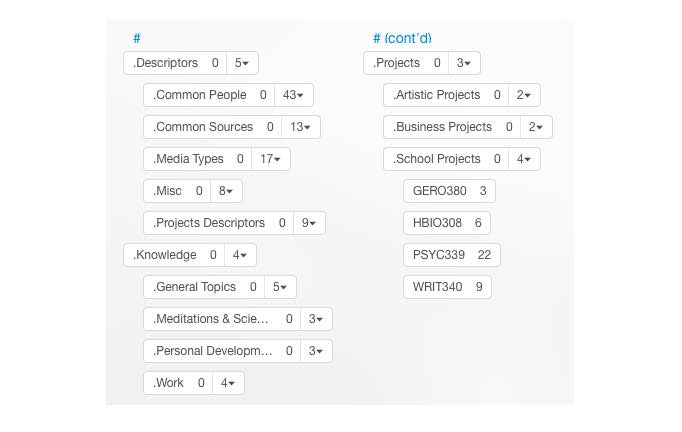 #
.Descriptors 0 5
.Common People 0 43
.Common Sources 0 13
.Media Types 0 17
.Misc 0 8
.Projects Descriptors 0 9
.Knowledge 0 4
.General Topics 0 5
.Meditations & Scie... 0 3
.Personal Developm... 0 3
.Work 0 4
# (cont'd)
.Projects 0 3
.Artistic Projects 0 2
.Business Projects 0 2
.School Projects 0 4
GERO380 3
HBIO308 6
PSYC339 22
WRIT340 9